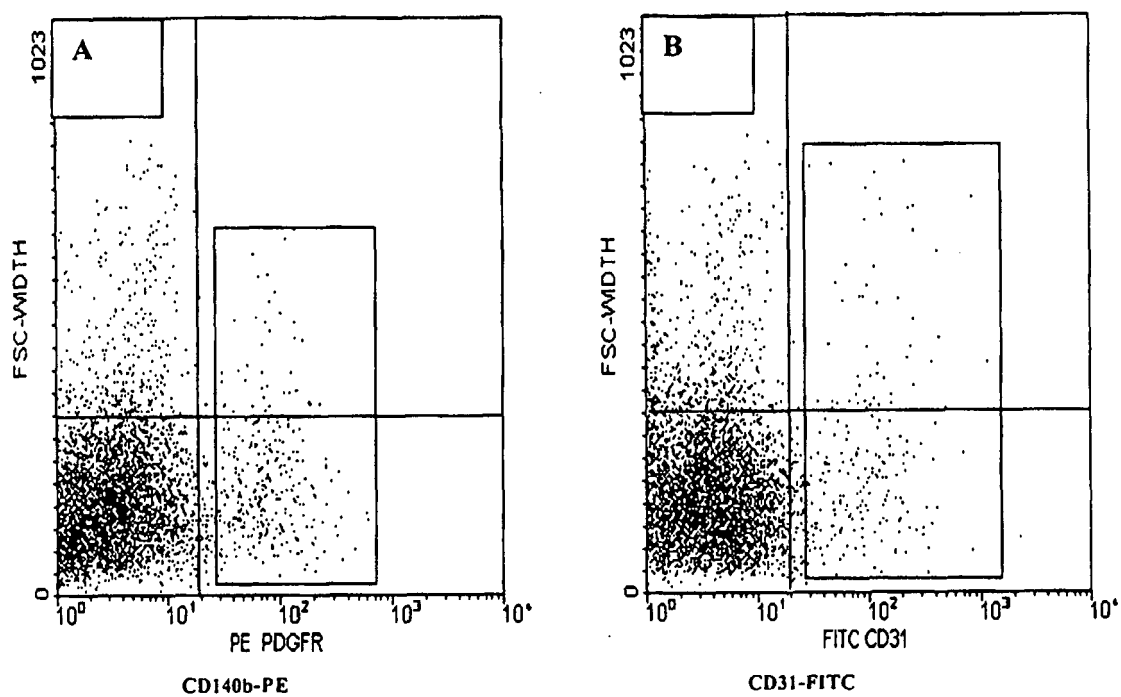 A
1023
FSC-WIDTH
0
10⁰ 10¹ 10² 10³ 10⁴
PE PDGFR
CD140b-PE
B
1023
FSC-WIDTH
0
10⁰ 10¹ 10² 10³ 10⁴
FITC CD31
CD31-FITC